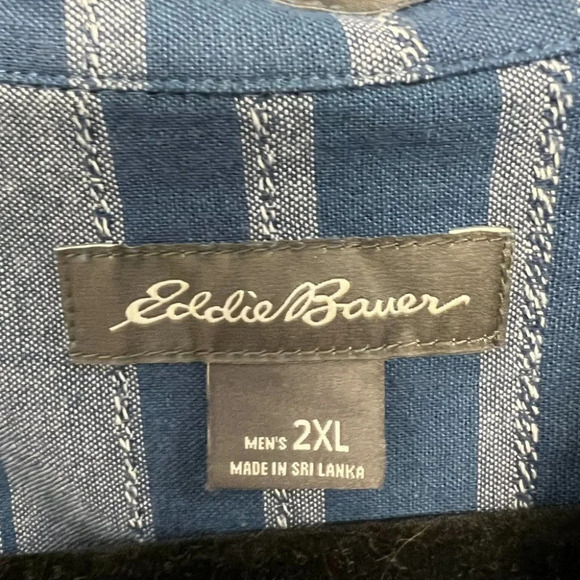 Eddie Bauer
MEN'S 2XL
MADE IN SRI LANKA